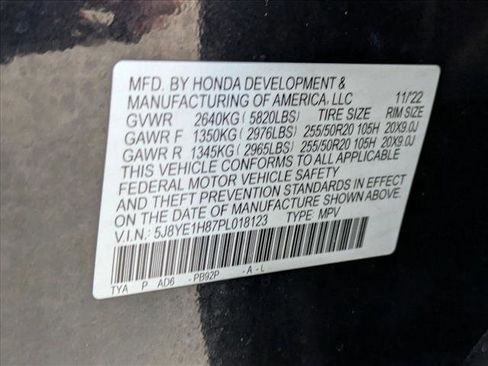 MFD. BY HONDA DEVELOPMENT &
MANUFACTURING OF AMERICA, LLC 11/22
GVWR 2640KG(5820LBS) TIRE SIZE RIM SIZE
GAWR F 1350KG(2976LBS) 255/50R20 105H 20X9.0J
GAWR R 1345KG(2965LBS) 255/50R20 105H 20X9.0J
THIS VEHICLE CONFORMS TO ALL APPLICABLE
FEDERAL MOTOR VEHICLE SAFETY
AND THEFT PREVENTION STANDARDS IN EFFECT
ON THE DATE OF MANUFACTURE SHOWN ABOVE.
V.I.N.: 5J8YE1H87PL018123 TYPE MPV
TYA P AD6 -PB92P -A-L